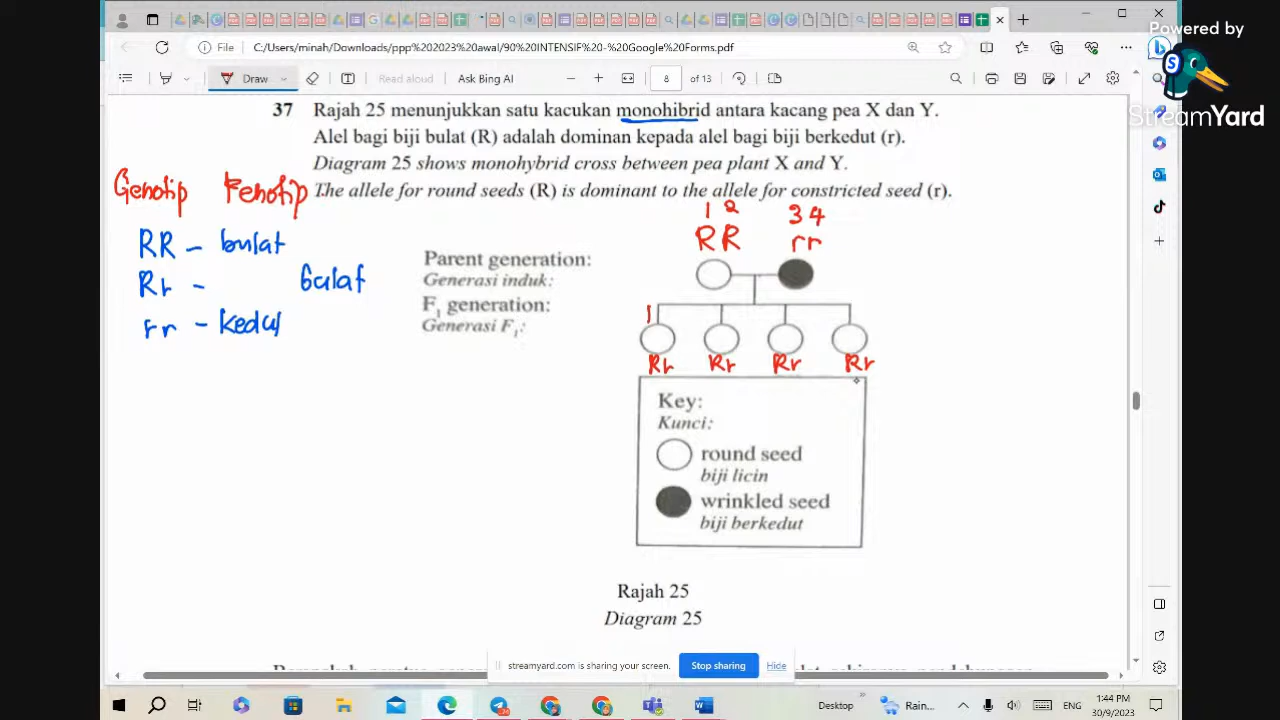 Powered by
StreamYard
File
C:/Users/minah/Downloads/ppp%202023%20awal/90%20INTENSIF%20-%20Google%20Forms.pdf
Draw
Read aloud
Ask Bing AI
8
of 13
37 Rajah 25 menunjukkan satu kacukan monohibrid antara kacang pea X dan Y.
Alel bagi biji bulat (R) adalah dominan kepada alel bagi biji berkedut (r).
Diagram 25 shows monohybrid cross between pea plant X and Y.
The allele for round seeds (R) is dominant to the allele for constricted seed (r).
Genotip Fenotip
RR - bulat
Rr - bulat
rr - kedut
1 2 3 4
RR rr
Parent generation:
Generasi induk:
F1 generation:
Generasi F1:
1
Rr Rr Rr Rr
Key:
Kunci:
round seed
biji licin
wrinkled seed
biji berkedut
Rajah 25
Diagram 25
streamyard.com is sharing your screen.
Stop sharing
Hide
Desktop
Rain...
ENG
1:44 PM
30/9/2023